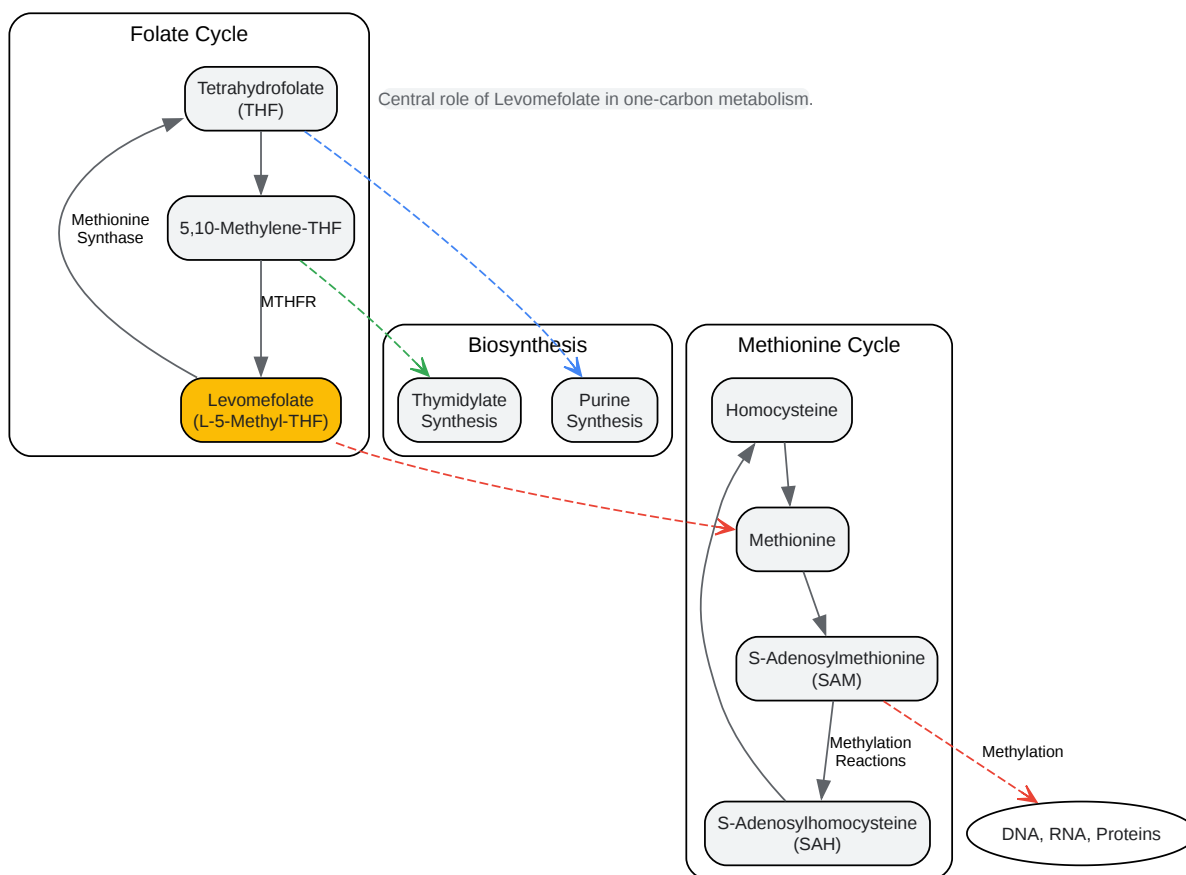 Folate Cycle
Tetrahydrofolate
(THF)
Central role of Levomefolate in one-carbon metabolism.
Methionine
Synthase
5,10-Methylene-THF
MTHFR
Levomefolate
(L-5-Methyl-THF)
Biosynthesis
Thymidylate
Synthesis
Purine
Synthesis
Methionine Cycle
Homocysteine
Methionine
S-Adenosylmethionine
(SAM)
Methylation
Reactions
Methylation
S-Adenosylhomocysteine
(SAH)
DNA, RNA, Proteins